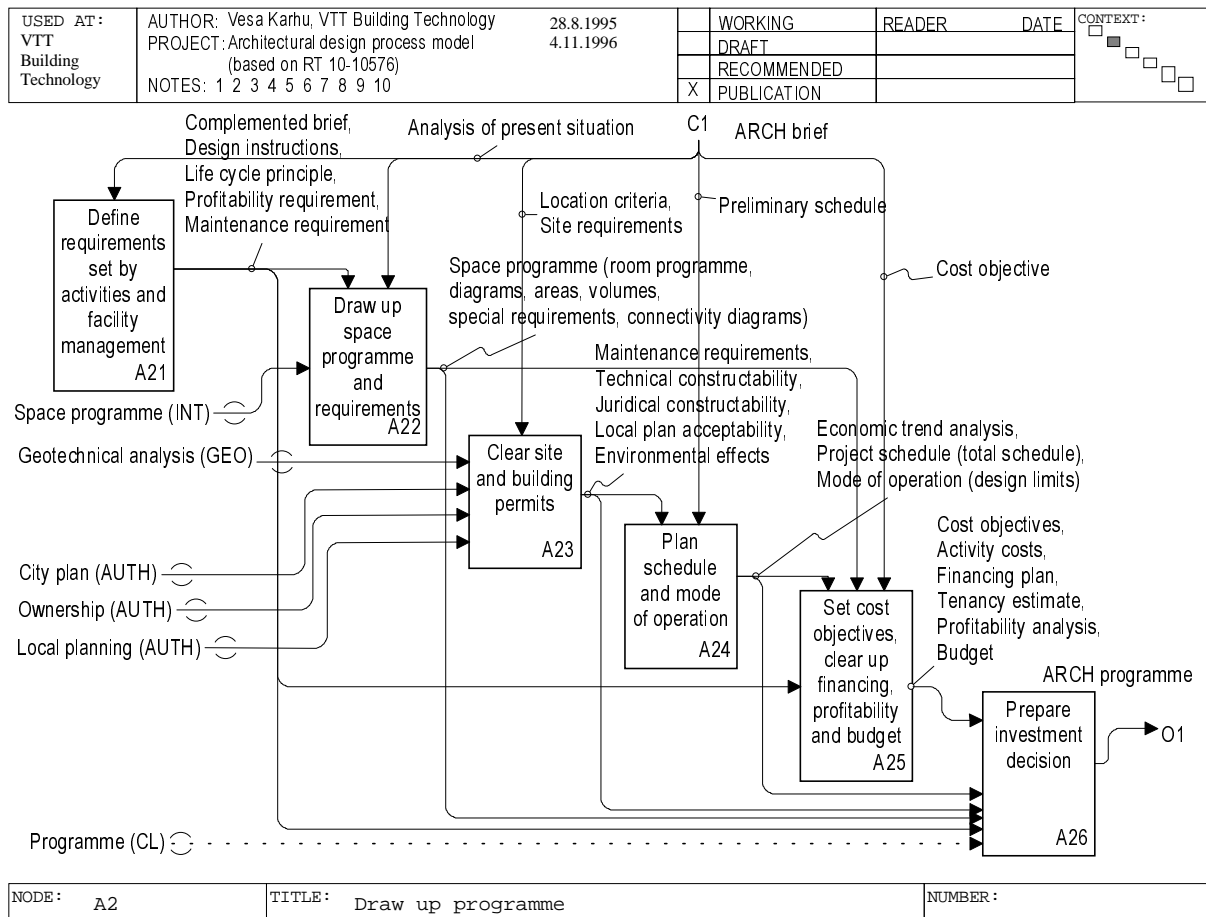 USED AT:
VTT
Building
Technology
AUTHOR: Vesa Karhu, VTT Building Technology
28.8.1995
PROJECT: Architectural design process model
4.11.1996
(based on RT 10-10576)
NOTES: 1 2 3 4 5 6 7 8 9 10
WORKING
DRAFT
RECOMMENDED
X PUBLICATION
READER DATE
CONTEXT:
Complemented brief,
Design instructions,
Life cycle principle,
Profitability requirement,
Maintenance requirement
Analysis of present situation
C1
ARCH brief
Location criteria,
Site requirements
Preliminary schedule
Cost objective
Define
requirements
set by
activities and
facility
management
A21
Space programme (room programme,
diagrams, areas, volumes,
special requirements, connectivity diagrams)
Draw up
space
programme
and
requirements
A22
Maintenance requirements,
Technical constructability,
Juridical constructability,
Local plan acceptability,
Environmental effects
Space programme (INT)
Geotechnical analysis (GEO)
Clear site
and building
permits
A23
Economic trend analysis,
Project schedule (total schedule),
Mode of operation (design limits)
City plan (AUTH)
Ownership (AUTH)
Local planning (AUTH)
Plan
schedule
and mode
of operation
A24
Cost objectives,
Activity costs,
Financing plan,
Tenancy estimate,
Profitability analysis,
Budget
Set cost
objectives,
clear up
financing,
profitability
and budget
A25
ARCH programme
Prepare
investment
decision
A26
O1
Programme (CL)
NODE: A2
TITLE: Draw up programme
NUMBER: